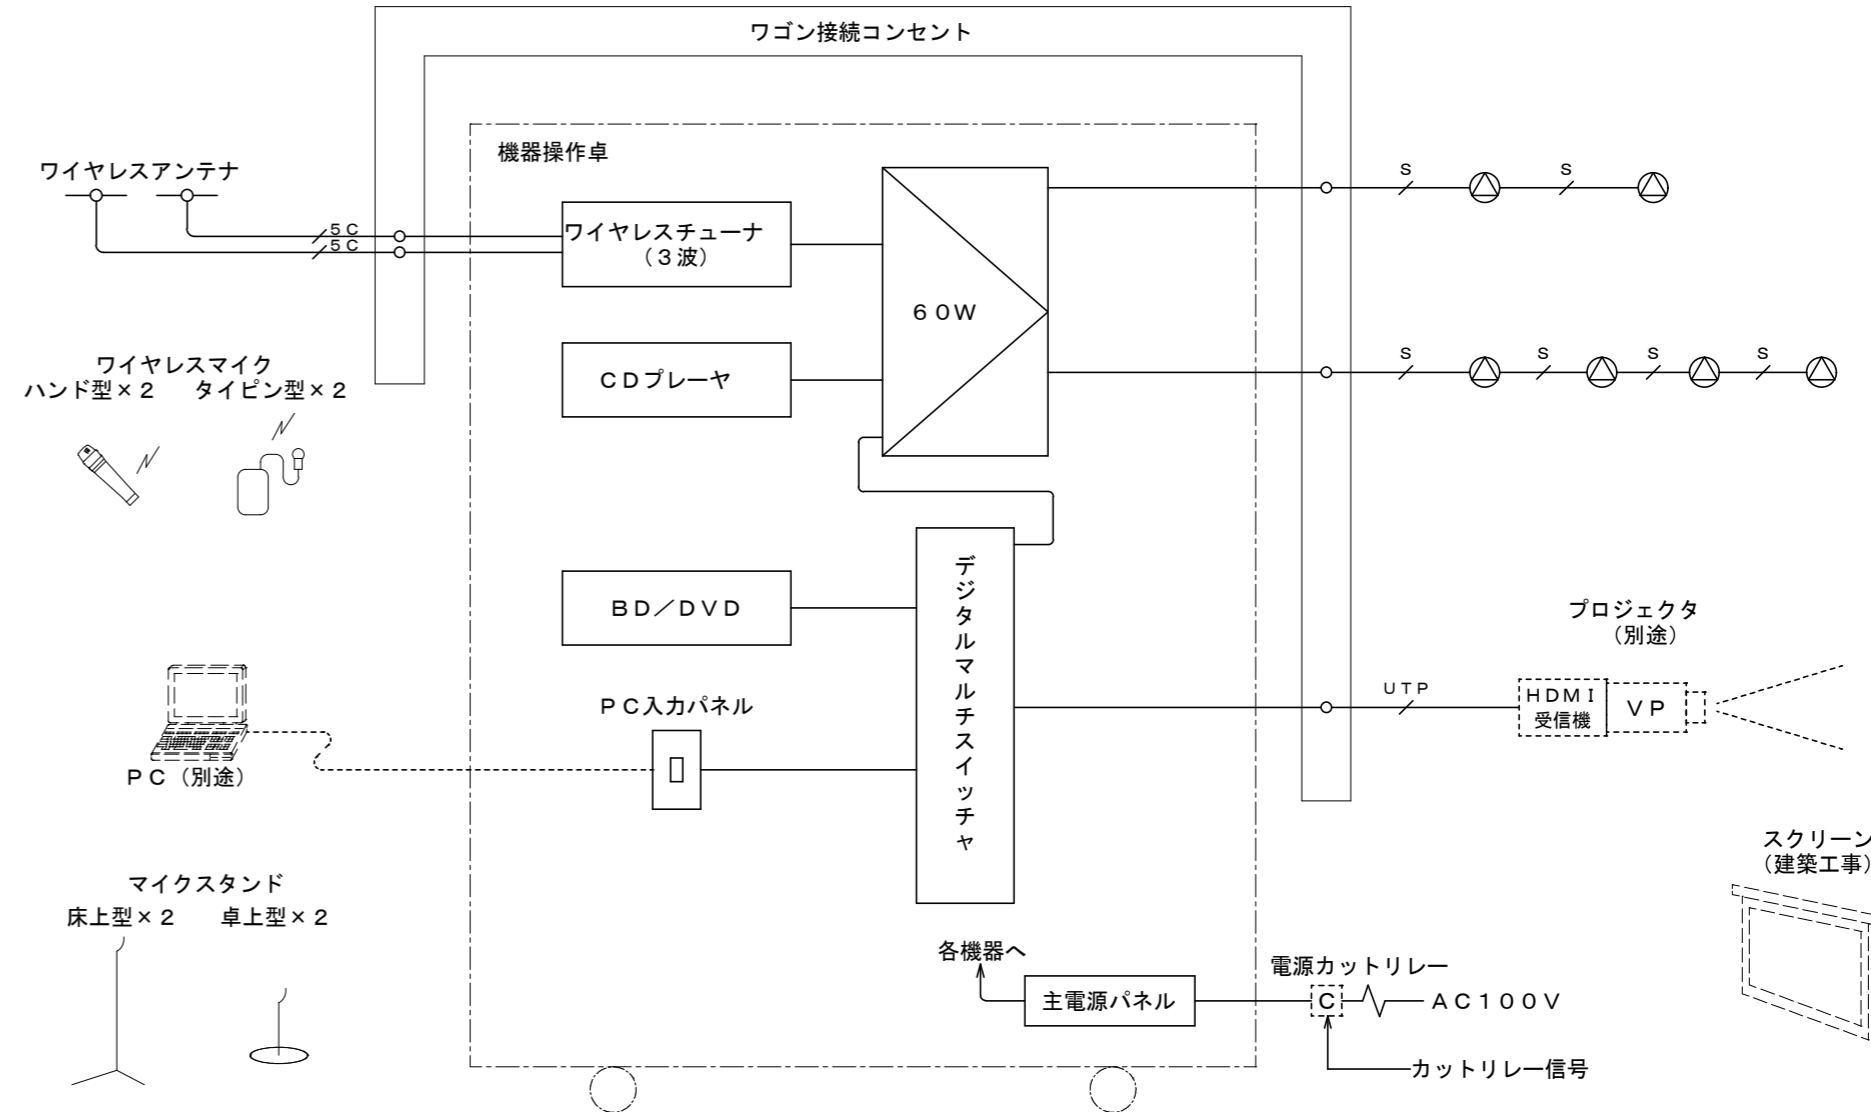 ワゴン接続コンセント
機器操作卓
ワイヤレスアンテナ
5C
5C
ワイヤレスチューナ
(3波)
60W
S
S
CDプレーヤ
S
S
S
S
ワイヤレスマイク
ハンド型×2 タイピン型×2
BD/DVD
デジタルマルチスイッチャ
PC入力パネル
PC(別途)
プロジェクタ
(別途)
UTP
HDMI
受信機
VP
スクリーン
(建築工事)
マイクスタンド
床上型×2 卓上型×2
各機器へ
主電源パネル
電源カットリレー
C
AC100V
カットリレー信号